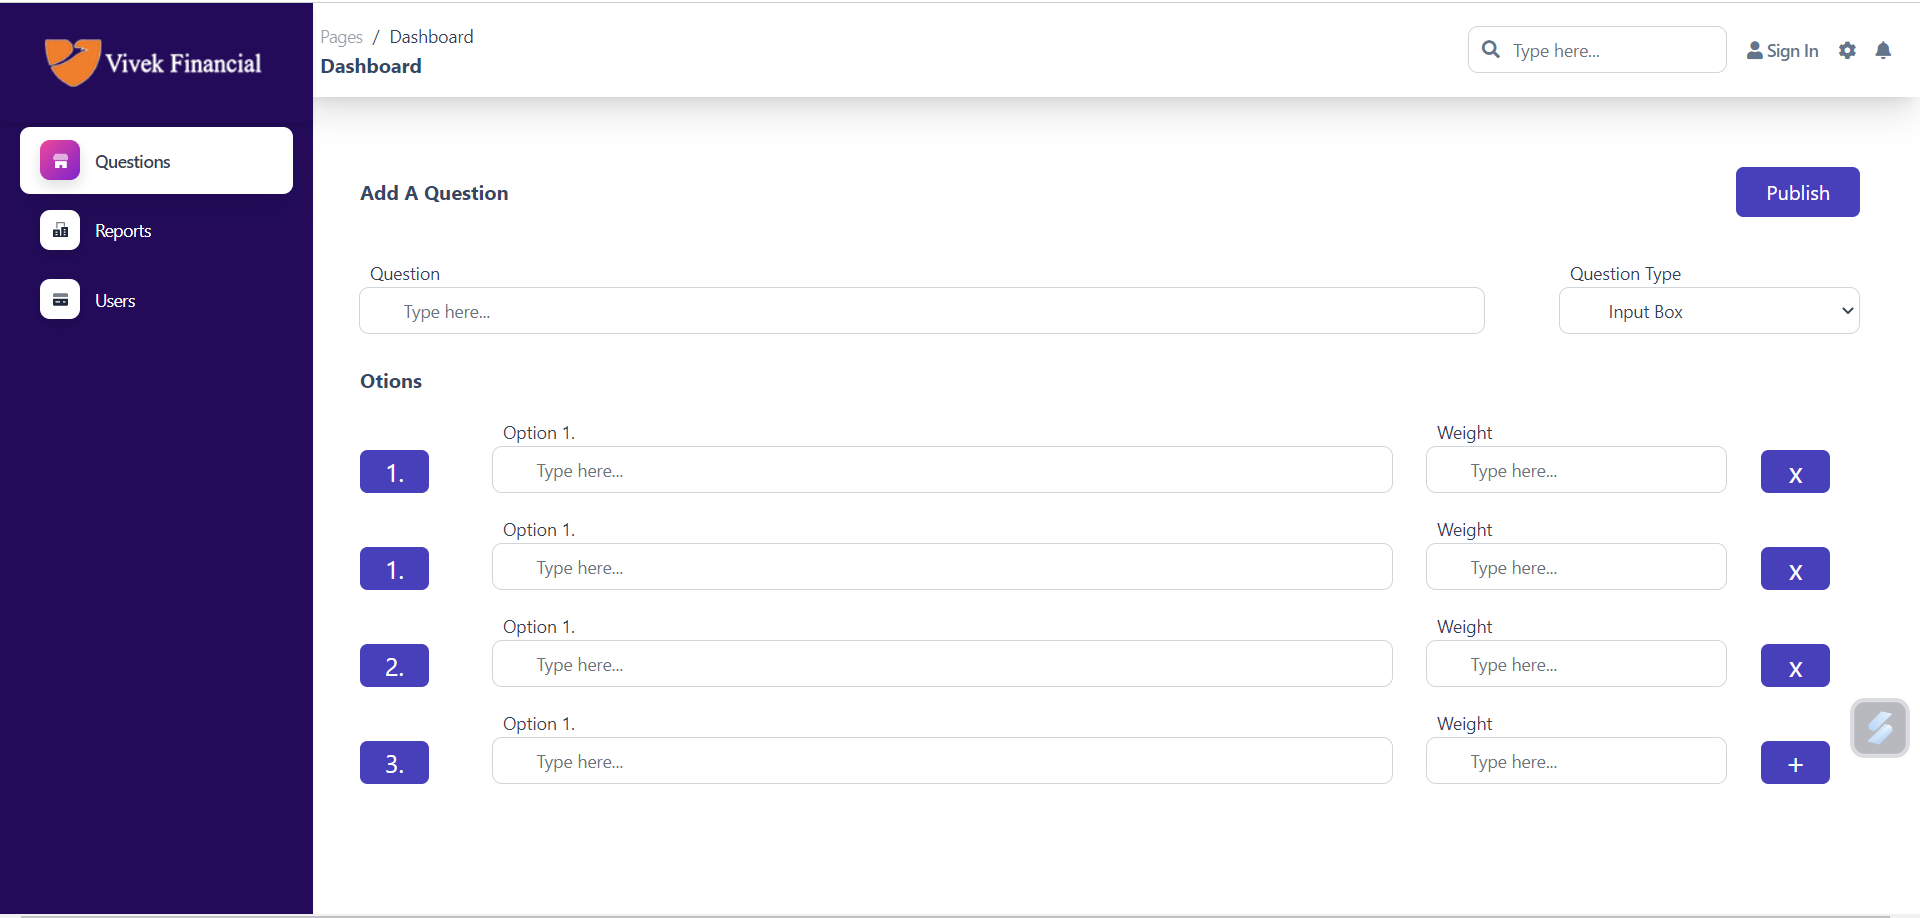 Vivek Financial
Questions
Reports
Users
Pages / Dashboard
Dashboard
Type here...
Sign In
Add A Question
Publish
Question
Question Type
Type here...
Input Box
Otions
Option 1.
Weight
1.
Type here...
Type here...
x
Option 1.
Weight
1.
Type here...
Type here...
x
Option 1.
Weight
2.
Type here...
Type here...
x
Option 1.
Weight
3.
Type here...
Type here...
+